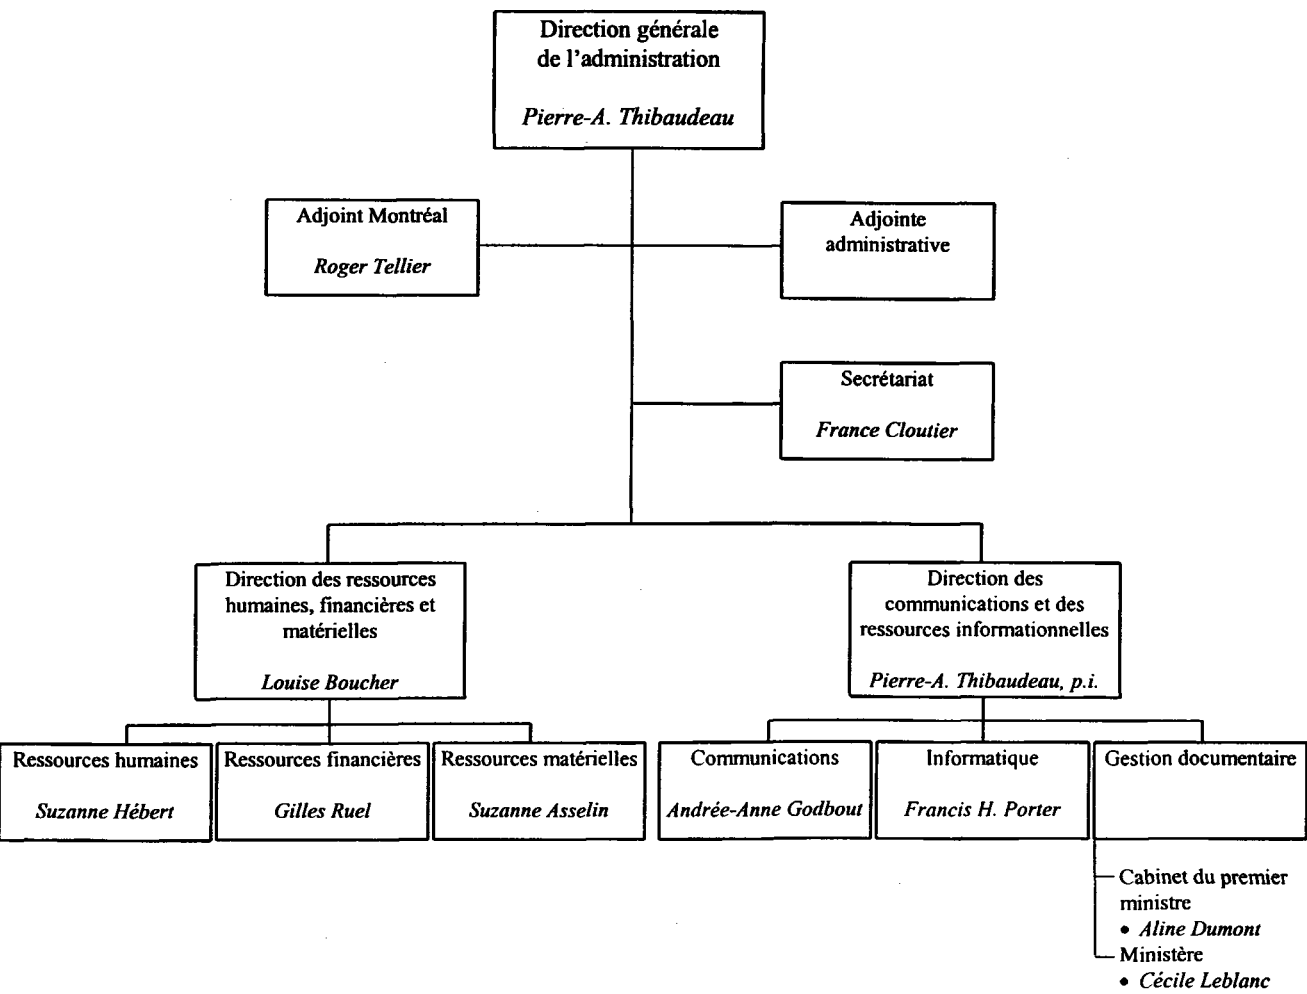 Direction générale
de l'administration
Pierre-A. Thibaudeau
Adjoint Montréal
Roger Tellier
Adjointe
administrative
Secrétariat
France Cloutier
Direction des ressources
humaines, financières et
matérielles
Louise Boucher
Direction des
communications et des
ressources informationnelles
Pierre-A. Thibaudeau, p.i.
Ressources humaines
Suzanne Hébert
Ressources financières
Gilles Ruel
Ressources matérielles
Suzanne Asselin
Communications
Andrée-Anne Godbout
Informatique
Francis H. Porter
Gestion documentaire
Cabinet du premier
ministre
• Aline Dumont
Ministère
• Cécile Leblanc